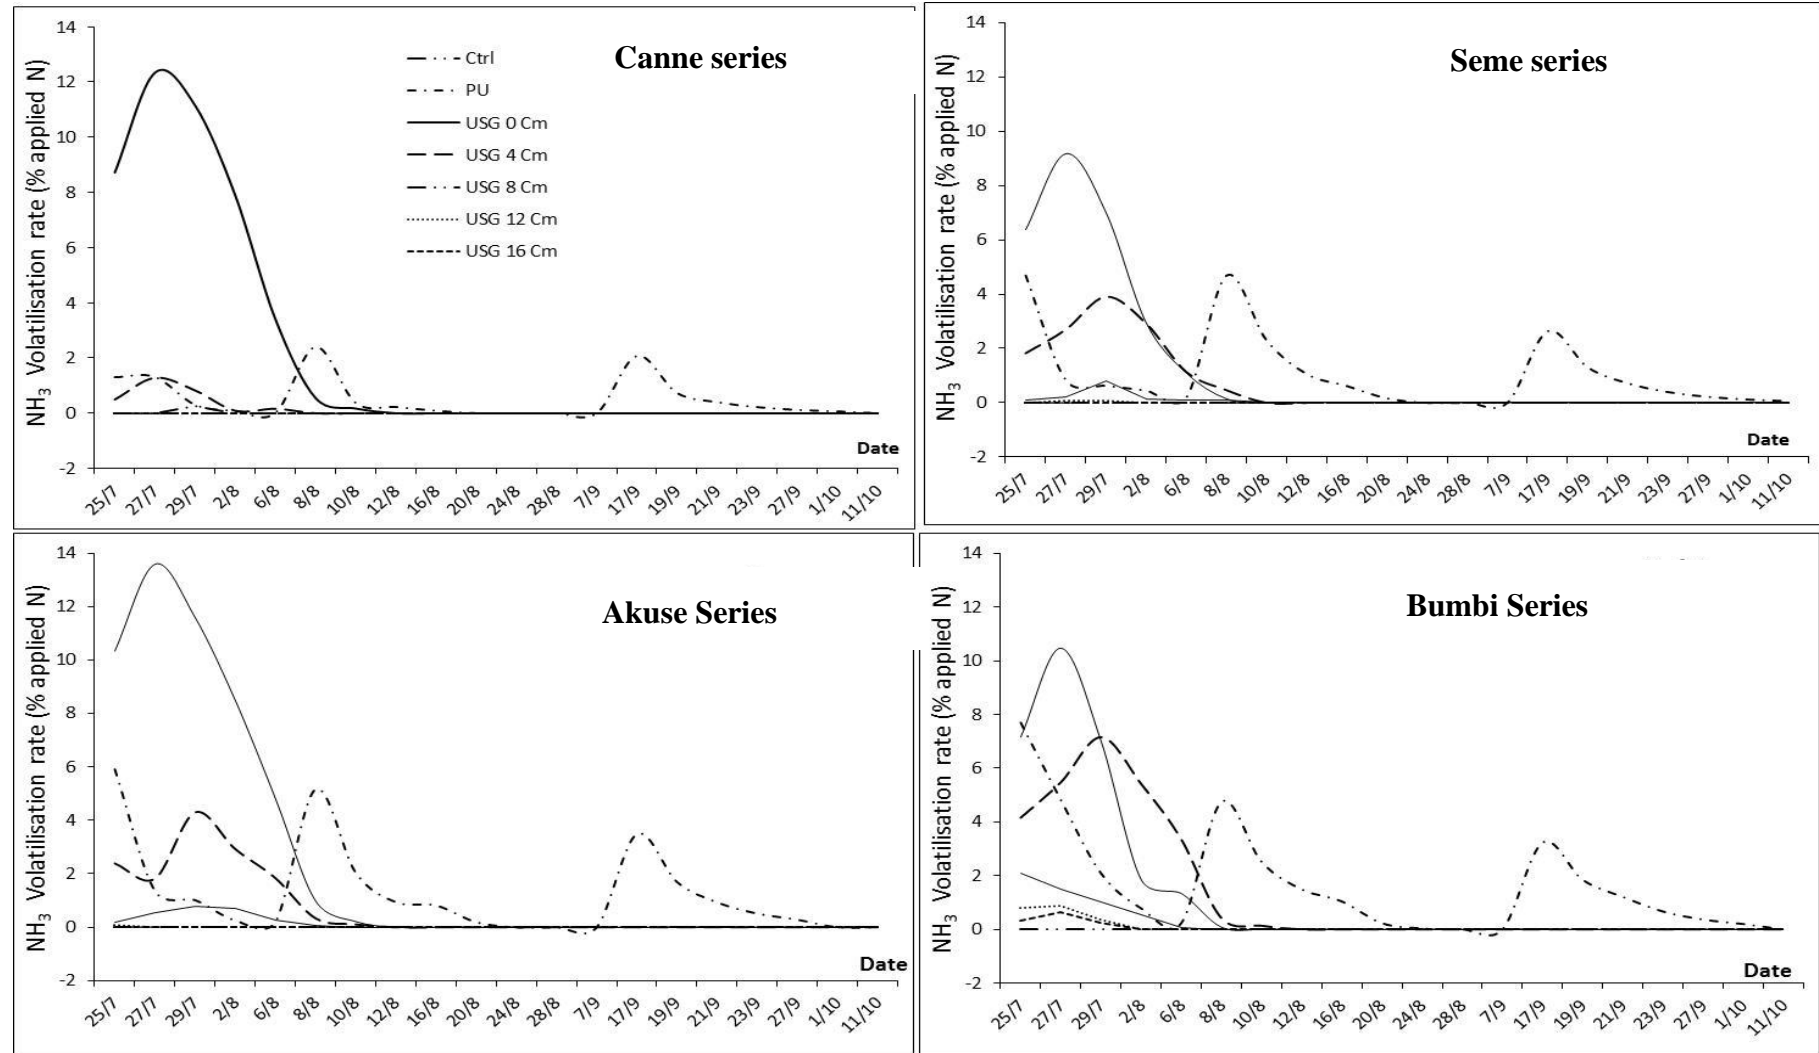 NH₃ Volatilisation rate (% applied N)
14
12
10
8
6
4
2
0
-2
Ctrl
PU
USG 0 Cm
USG 4 Cm
USG 8 Cm
USG 12 Cm
USG 16 Cm
Canne series
Date
25/7 27/7 29/7 2/8 6/8 8/8 10/8 12/8 16/8 20/8 24/8 28/8 7/9 17/9 19/9 21/9 23/9 27/9 1/10 11/10
NH₃ Volatilisation rate (% applied N)
14
12
10
8
6
4
2
0
-2
Seme series
Date
25/7 27/7 29/7 2/8 6/8 8/8 10/8 12/8 16/8 20/8 24/8 28/8 7/9 17/9 19/9 21/9 23/9 27/9 1/10 11/10
NH₃ Volatilisation rate (% applied N)
14
12
10
8
6
4
2
0
-2
Akuse Series
Date
25/7 27/7 29/7 2/8 6/8 8/8 10/8 12/8 16/8 20/8 24/8 28/8 7/9 17/9 19/9 21/9 23/9 27/9 1/10 11/10
NH₃ Volatilisation rate (% applied N)
14
12
10
8
6
4
2
0
-2
Bumbi Series
Date
25/7 27/7 29/7 2/8 6/8 8/8 10/8 12/8 16/8 20/8 24/8 28/8 7/9 17/9 19/9 21/9 23/9 27/9 1/10 11/10